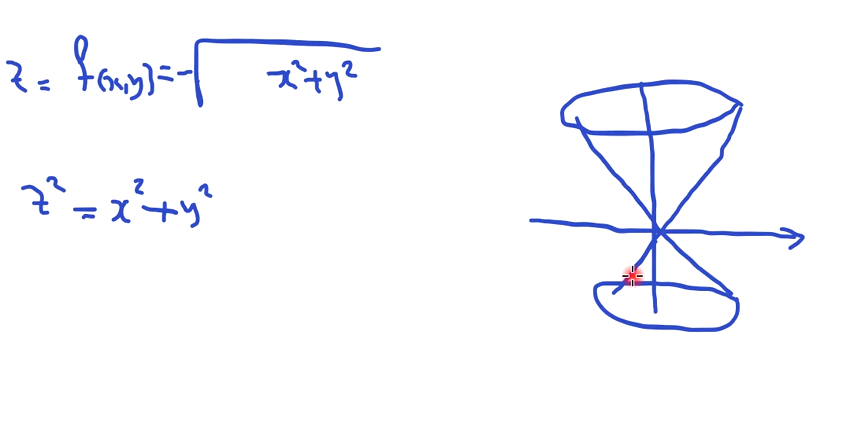 z = f(x,y) = -√x²+y²
z² = x²+y²